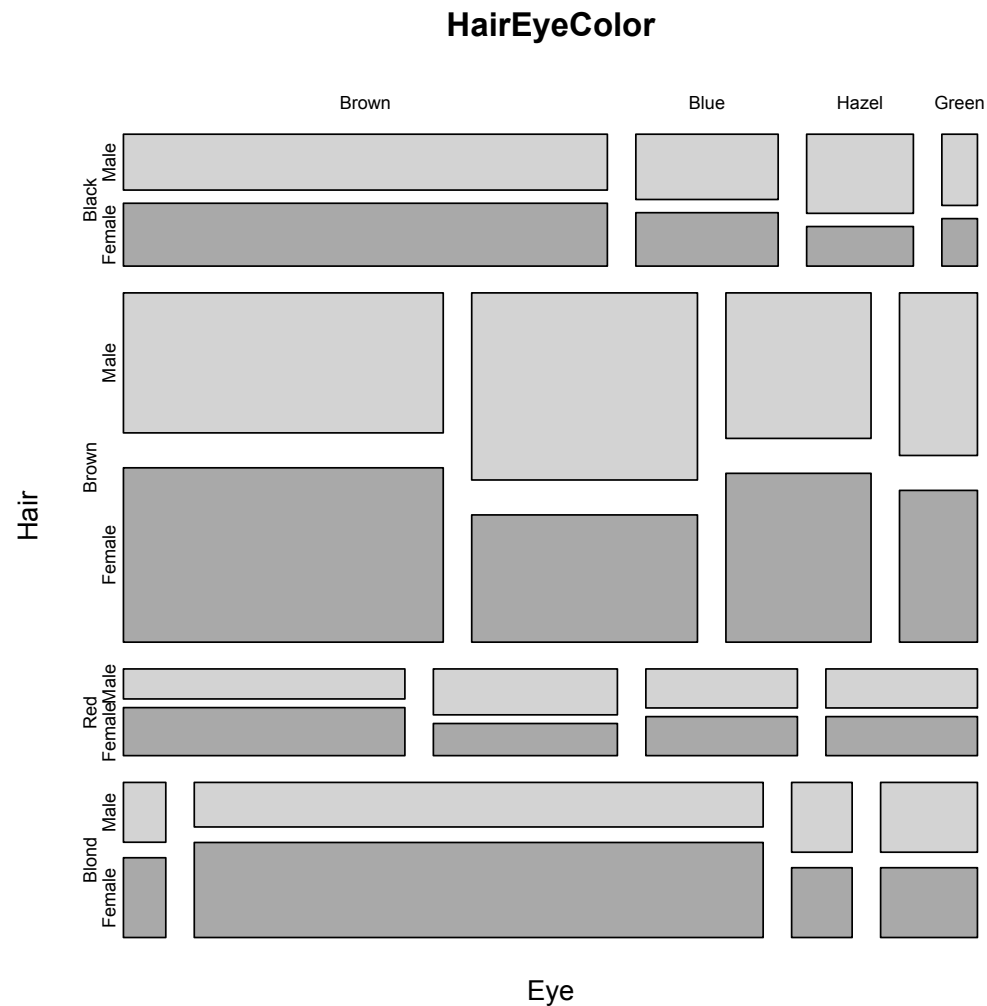 HairEyeColor
Brown Blue Hazel Green
Black
Male
Female
Brown
Male
Female
Red
Male
Female
Blond
Male
Female
Hair
Eye